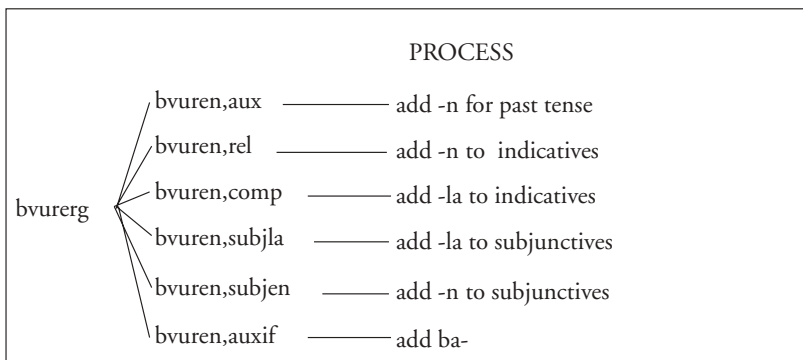 PROCESS
bvuren,aux add -n for past tense
bvuren,rel add -n to indicatives
bvuren,comp add -la to indicatives
bvurerg
bvuren,subjla add -la to subjunctives
bvuren,subjen add -n to subjunctives
bvuren,auxif add ba-